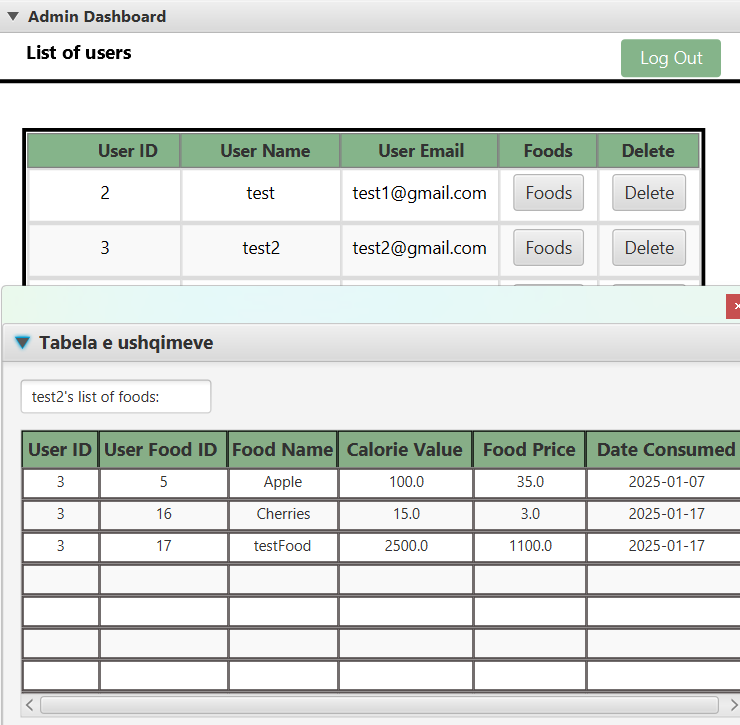 Admin Dashboard
List of users
Log Out
User ID User Name User Email Foods Delete
2 test test1@gmail.com Foods Delete
3 test2 test2@gmail.com Foods Delete
Tabela e ushqimeve
test2's list of foods:
User ID User Food ID Food Name Calorie Value Food Price Date Consumed
3 5 Apple 100.0 35.0 2025-01-07
3 16 Cherries 15.0 3.0 2025-01-17
3 17 testFood 2500.0 1100.0 2025-01-17